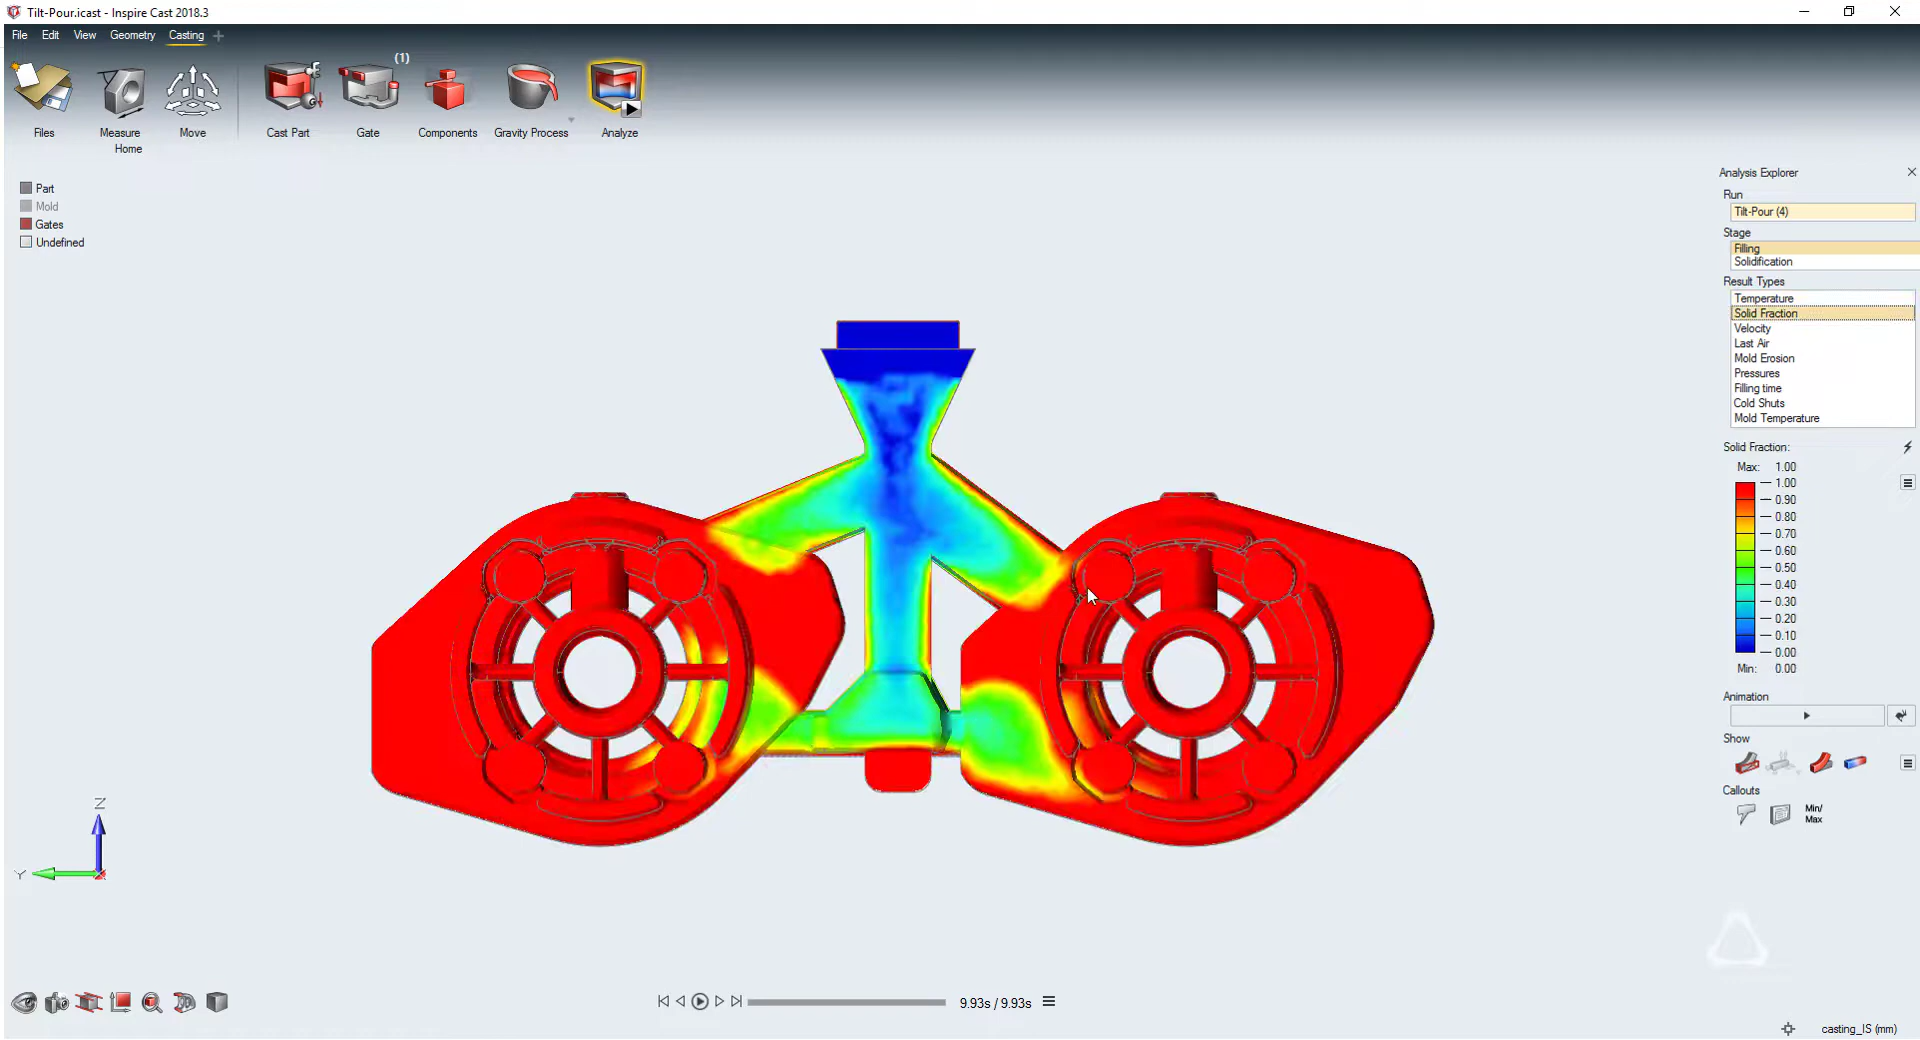 Tilt-Pour.icast - Inspire Cast 2018.3
File Edit View Geometry Casting
(1)
Files Measure Move Cast Part Gate Components Gravity Process Analyze
Home
Part
Mold
Gates
Undefined
Analysis Explorer
Run
Tilt-Pour (4)
Stage
Filling
Solidification
Result Types
Temperature
Solid Fraction
Velocity
Last Air
Mold Erosion
Pressures
Filling time
Cold Shuts
Mold Temperature
Solid Fraction:
Max: 1.00
1.00
0.90
0.80
0.70
0.60
0.50
0.40
0.30
0.20
0.10
0.00
Min: 0.00
Animation
Show
Callouts
Min/
Max
Z
Y
9.93s / 9.93s
casting_IS (mm)